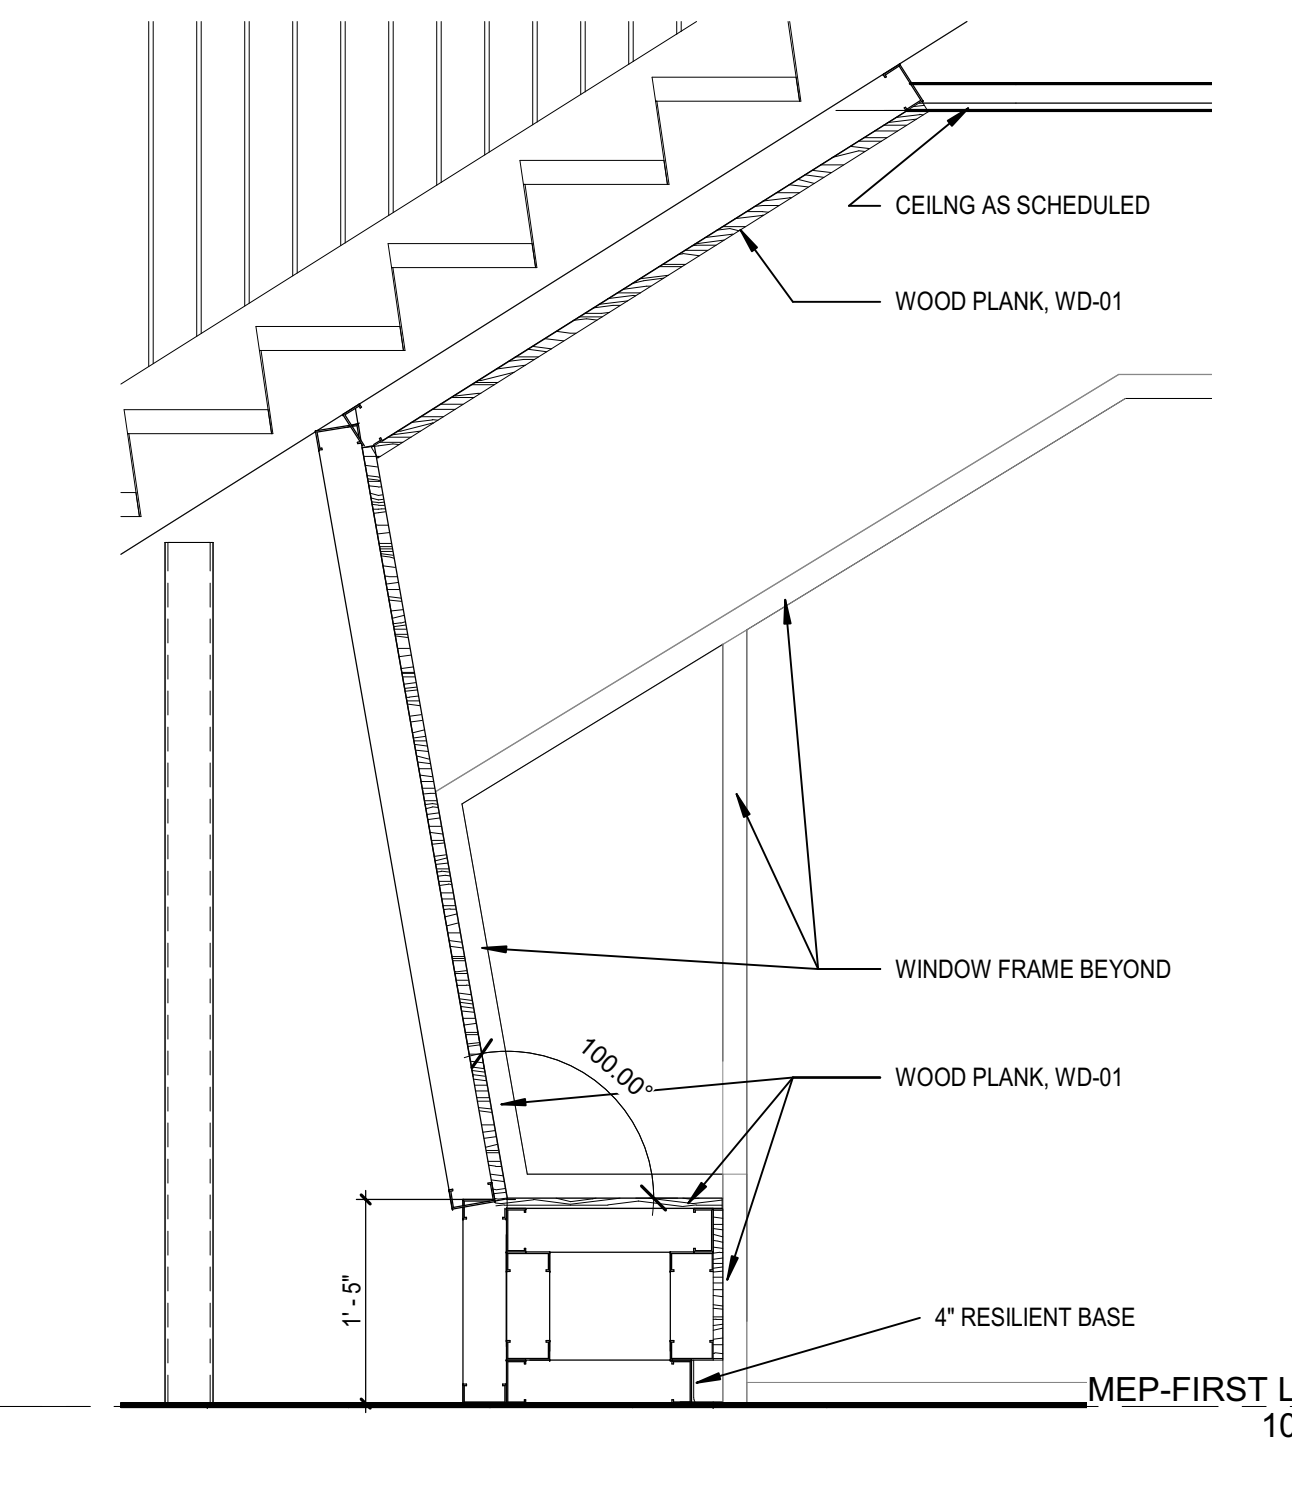 CEILNG AS SCHEDULED
WOOD PLANK, WD-01
WINDOW FRAME BEYOND
100.00°
WOOD PLANK, WD-01
1' - 5"
4" RESILIENT BASE
MEP-FIRST L
10